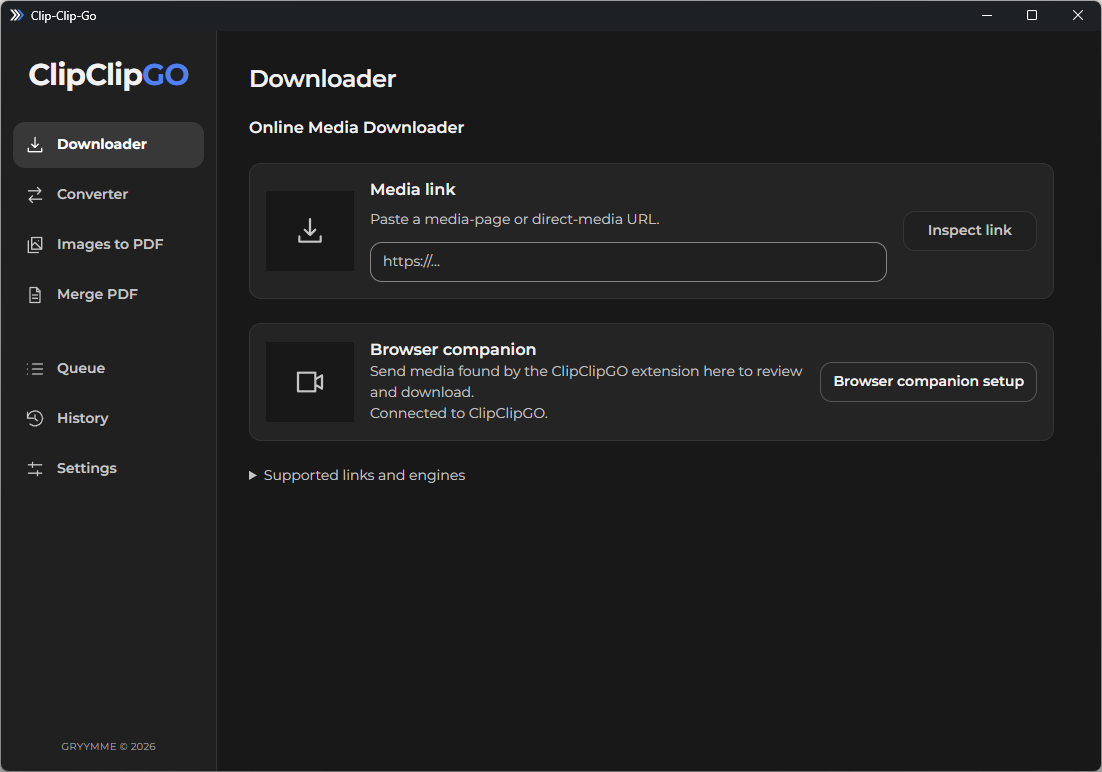 Clip-Clip-Go
ClipClipGO
Downloader
Converter
Images to PDF
Merge PDF
Queue
History
Settings
GRYYMME © 2026
Downloader
Online Media Downloader
Media link
Paste a media-page or direct-media URL.
https://...
Inspect link
Browser companion
Send media found by the ClipClipGO extension here to review
and download.
Connected to ClipClipGO.
Browser companion setup
Supported links and engines